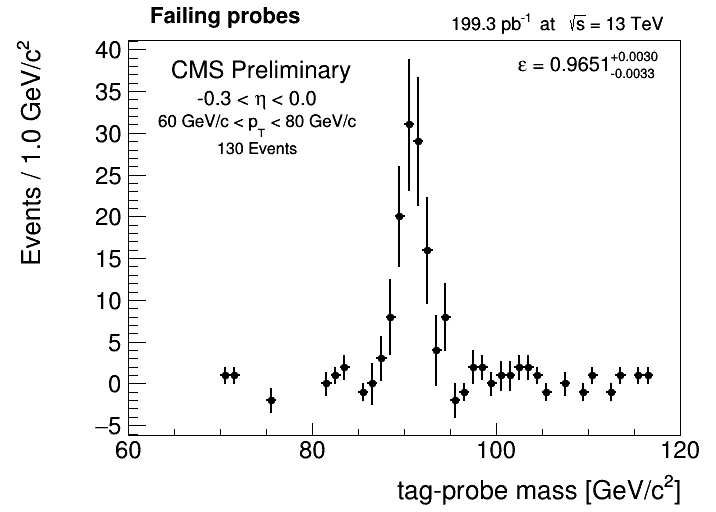 Failing probes
199.3 pb⁻¹ at √s = 13 TeV
CMS Preliminary
-0.3 < η < 0.0
60 GeV/c < p_T < 80 GeV/c
130 Events
ε = 0.9651 +0.0030 -0.0033
Events / 1.0 GeV/c²
40
35
30
25
20
15
10
5
0
−5
60 80 100 120
tag-probe mass [GeV/c²]